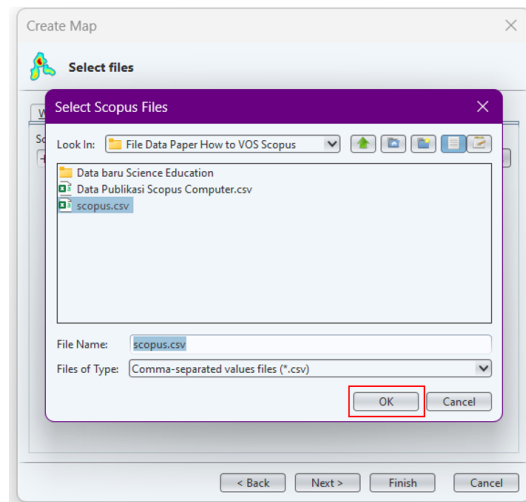 Create Map
Select files
W
Select Scopus Files
Look In: File Data Paper How to VOS Scopus
Data baru Science Education
Data Publikasi Scopus Computer.csv
scopus.csv
File Name: scopus.csv
Files of Type: Comma-separated values files (*.csv)
OK Cancel
< Back Next > Finish Cancel